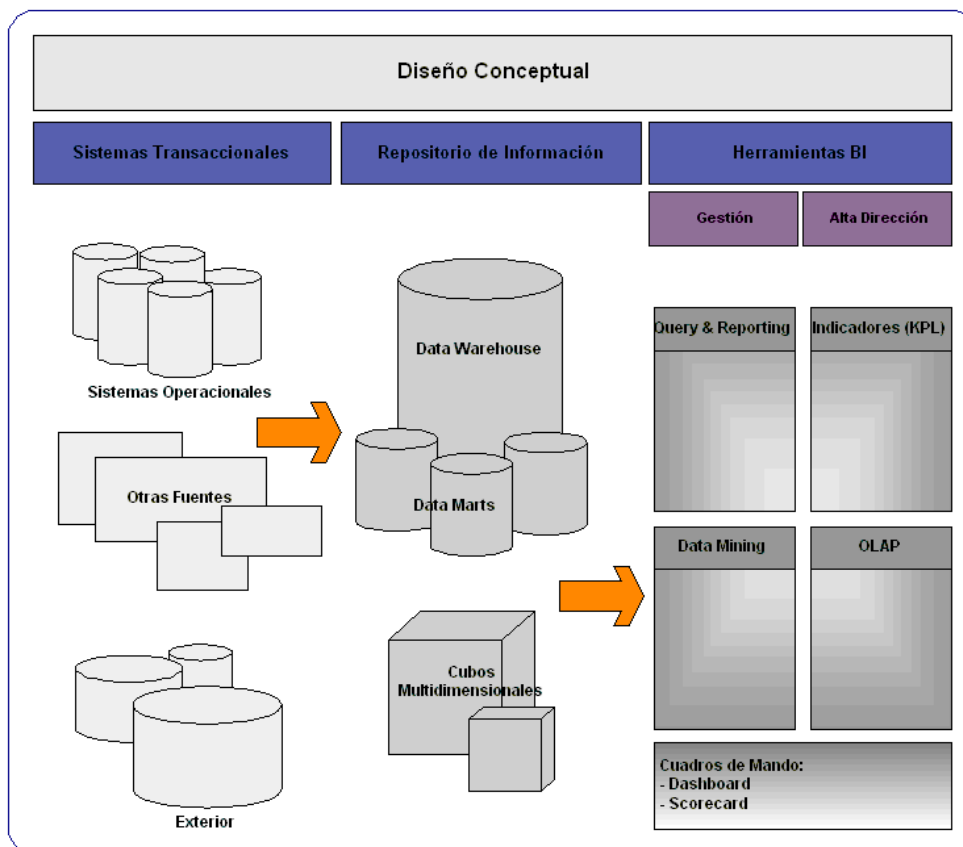 Diseño Conceptual
Sistemas Transaccionales
Repositorio de Información
Herramientas BI
Gestión
Alta Dirección
Sistemas Operacionales
Otras Fuentes
Exterior
Data Warehouse
Data Marts
Cubos
Multidimensionales
Query & Reporting
Indicadores (KPL)
Data Mining
OLAP
Cuadros de Mando:
- Dashboard
- Scorecard